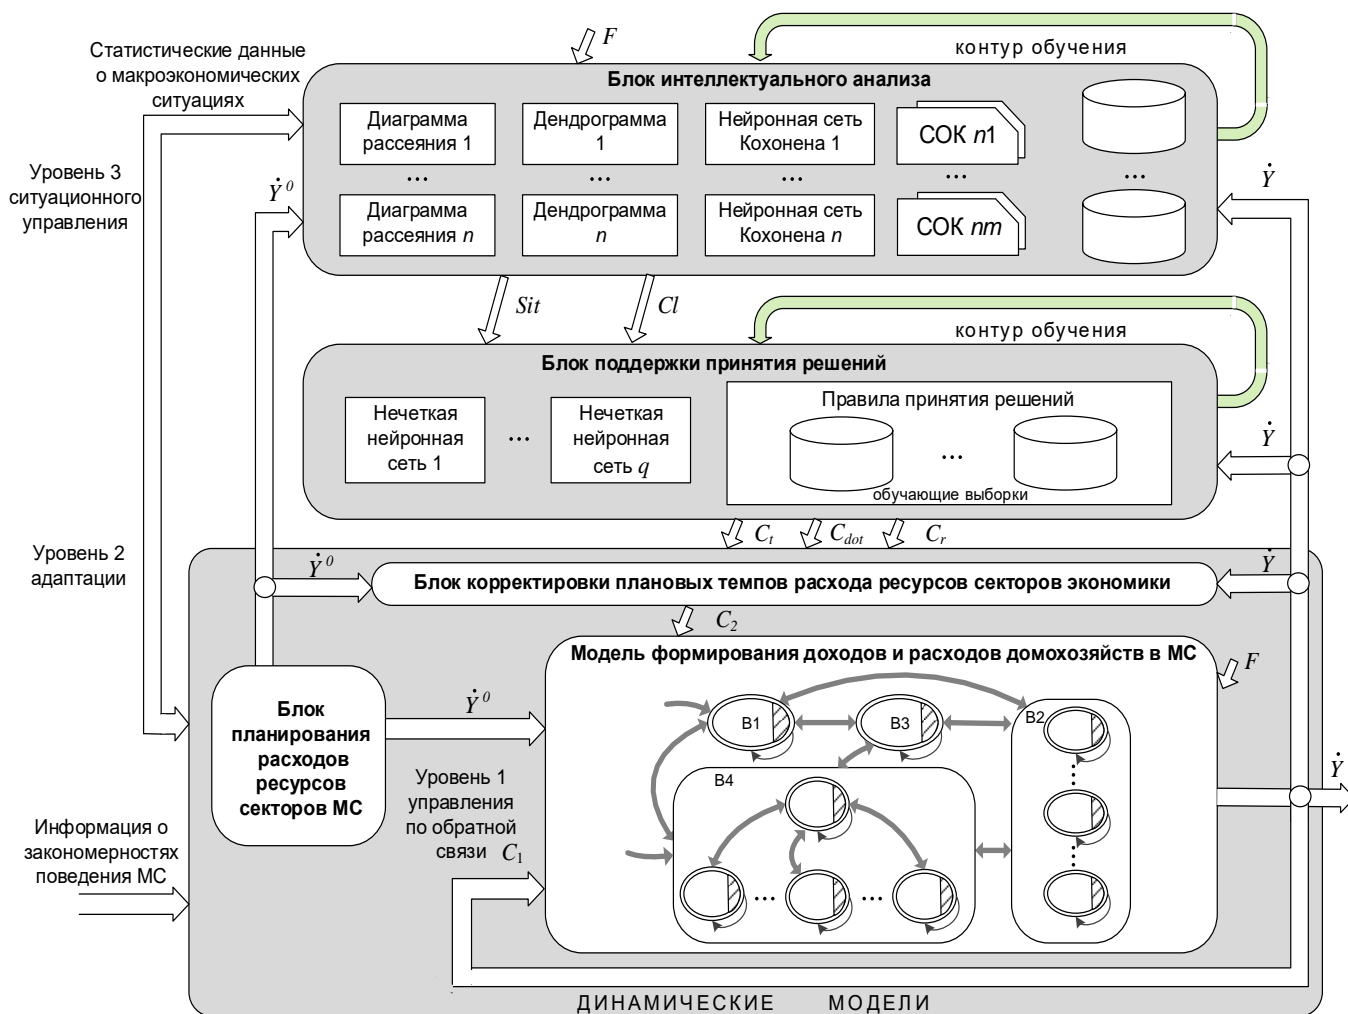 F
контур обучения
Статистические данные
о макроэкономических
ситуациях
Блок интеллектуального анализа
Диаграмма
рассеяния 1
Дендрограмма
1
Нейронная сеть
Кохонена 1
СОК n1
...
...
...
...
...
Диаграмма
рассеяния n
Дендрограмма
n
Нейронная сеть
Кохонена n
СОК nm
Уровень 3
ситуационного
управления
Ẏ⁰
Ẏ
Sit
Cl
контур обучения
Блок поддержки принятия решений
Нечеткая
нейронная
сеть 1
...
Нечеткая
нейронная
сеть q
Правила принятия решений
...
обучающие выборки
Ẏ
Cₜ
C_dot
Cᵣ
Уровень 2
адаптации
Ẏ⁰
Блок корректировки плановых темпов расхода ресурсов секторов экономики
Ẏ
C₂
Модель формирования доходов и расходов домохозяйств в МС
F
Блок
планирования
расходов
ресурсов
секторов МС
Ẏ⁰
B1
B3
B2
B4
...
...
...
...
Уровень 1
управления
по обратной
связи C₁
Ẏ
Информация о
закономерностях
поведения МС
ДИНАМИЧЕСКИЕ МОДЕЛИ